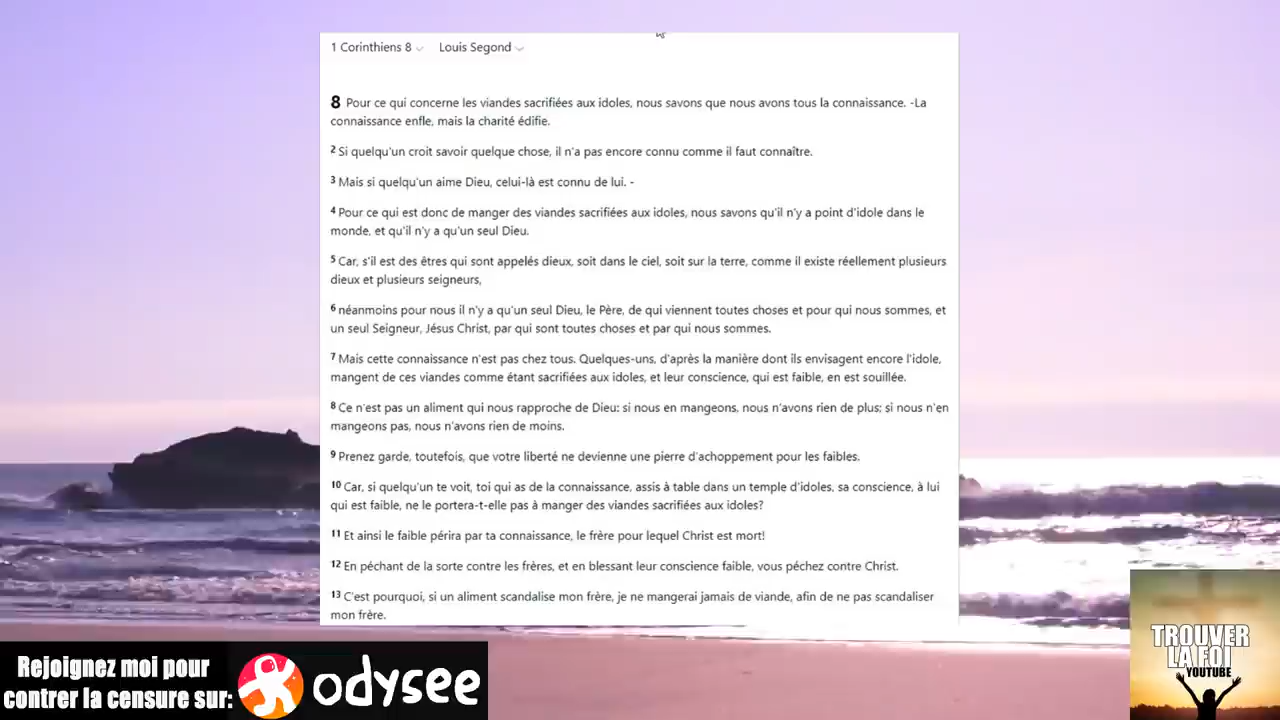 1 Corinthiens 8 Louis Segond
8 Pour ce qui concerne les viandes sacrifiées aux idoles, nous savons que nous avons tous la connaissance. -La
connaissance enfle, mais la charité édifie.
2 Si quelqu'un croit savoir quelque chose, il n'a pas encore connu comme il faut connaître.
3 Mais si quelqu'un aime Dieu, celui-là est connu de lui. -
4 Pour ce qui est donc de manger des viandes sacrifiées aux idoles, nous savons qu'il n'y a point d'idole dans le
monde, et qu'il n'y a qu'un seul Dieu.
5 Car, s'il est des êtres qui sont appelés dieux, soit dans le ciel, soit sur la terre, comme il existe réellement plusieurs
dieux et plusieurs seigneurs,
6 néanmoins pour nous il n'y a qu'un seul Dieu, le Père, de qui viennent toutes choses et pour qui nous sommes, et
un seul Seigneur, Jésus Christ, par qui sont toutes choses et par qui nous sommes.
7 Mais cette connaissance n'est pas chez tous. Quelques-uns, d'après la manière dont ils envisagent encore l'idole,
mangent de ces viandes comme étant sacrifiées aux idoles, et leur conscience, qui est faible, en est souillée.
8 Ce n'est pas un aliment qui nous rapproche de Dieu: si nous en mangeons, nous n'avons rien de plus; si nous n'en
mangeons pas, nous n'avons rien de moins.
9 Prenez garde, toutefois, que votre liberté ne devienne une pierre d'achoppement pour les faibles.
10 Car, si quelqu'un te voit, toi qui as de la connaissance, assis à table dans un temple d'idoles, sa conscience, à lui
qui est faible, ne le portera-t-elle pas à manger des viandes sacrifiées aux idoles?
11 Et ainsi le faible périra par ta connaissance, le frère pour lequel Christ est mort!
12 En péchant de la sorte contre les frères, et en blessant leur conscience faible, vous péchez contre Christ.
13 C'est pourquoi, si un aliment scandalise mon frère, je ne mangerai jamais de viande, afin de ne pas scandaliser
mon frère.
Rejoignez moi pour
contrer la censure sur:
odysee
TROUVER
LA FOI
YOUTUBE